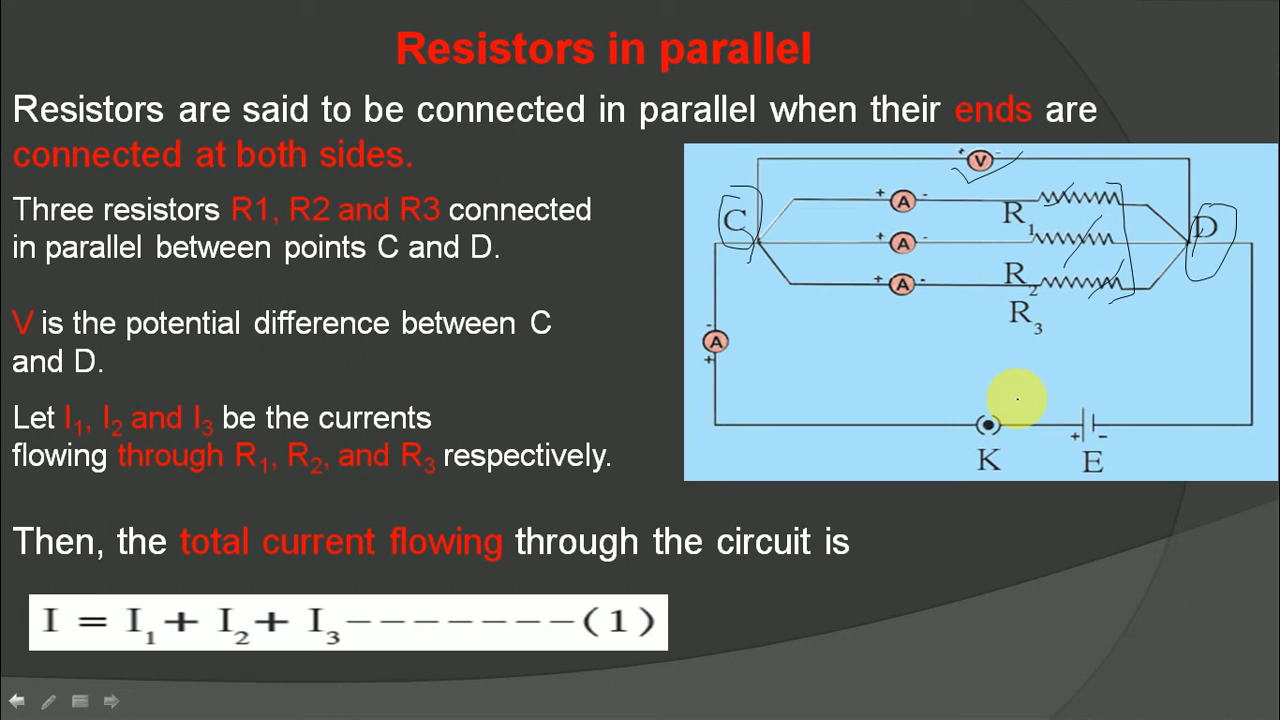 Resistors in parallel
Resistors are said to be connected in parallel when their ends are
connected at both sides.
Three resistors R1, R2 and R3 connected
in parallel between points C and D.
V is the potential difference between C
and D.
Let I₁, I₂ and I₃ be the currents
flowing through R₁, R₂, and R₃ respectively.
Then, the total current flowing through the circuit is
I = I₁ + I₂ + I₃ - - - - - - - (1)
+ V -
C
+ A -
R₁
D
+ A -
R₂
+ A -
R₃
-
A
+
K
+ -
E